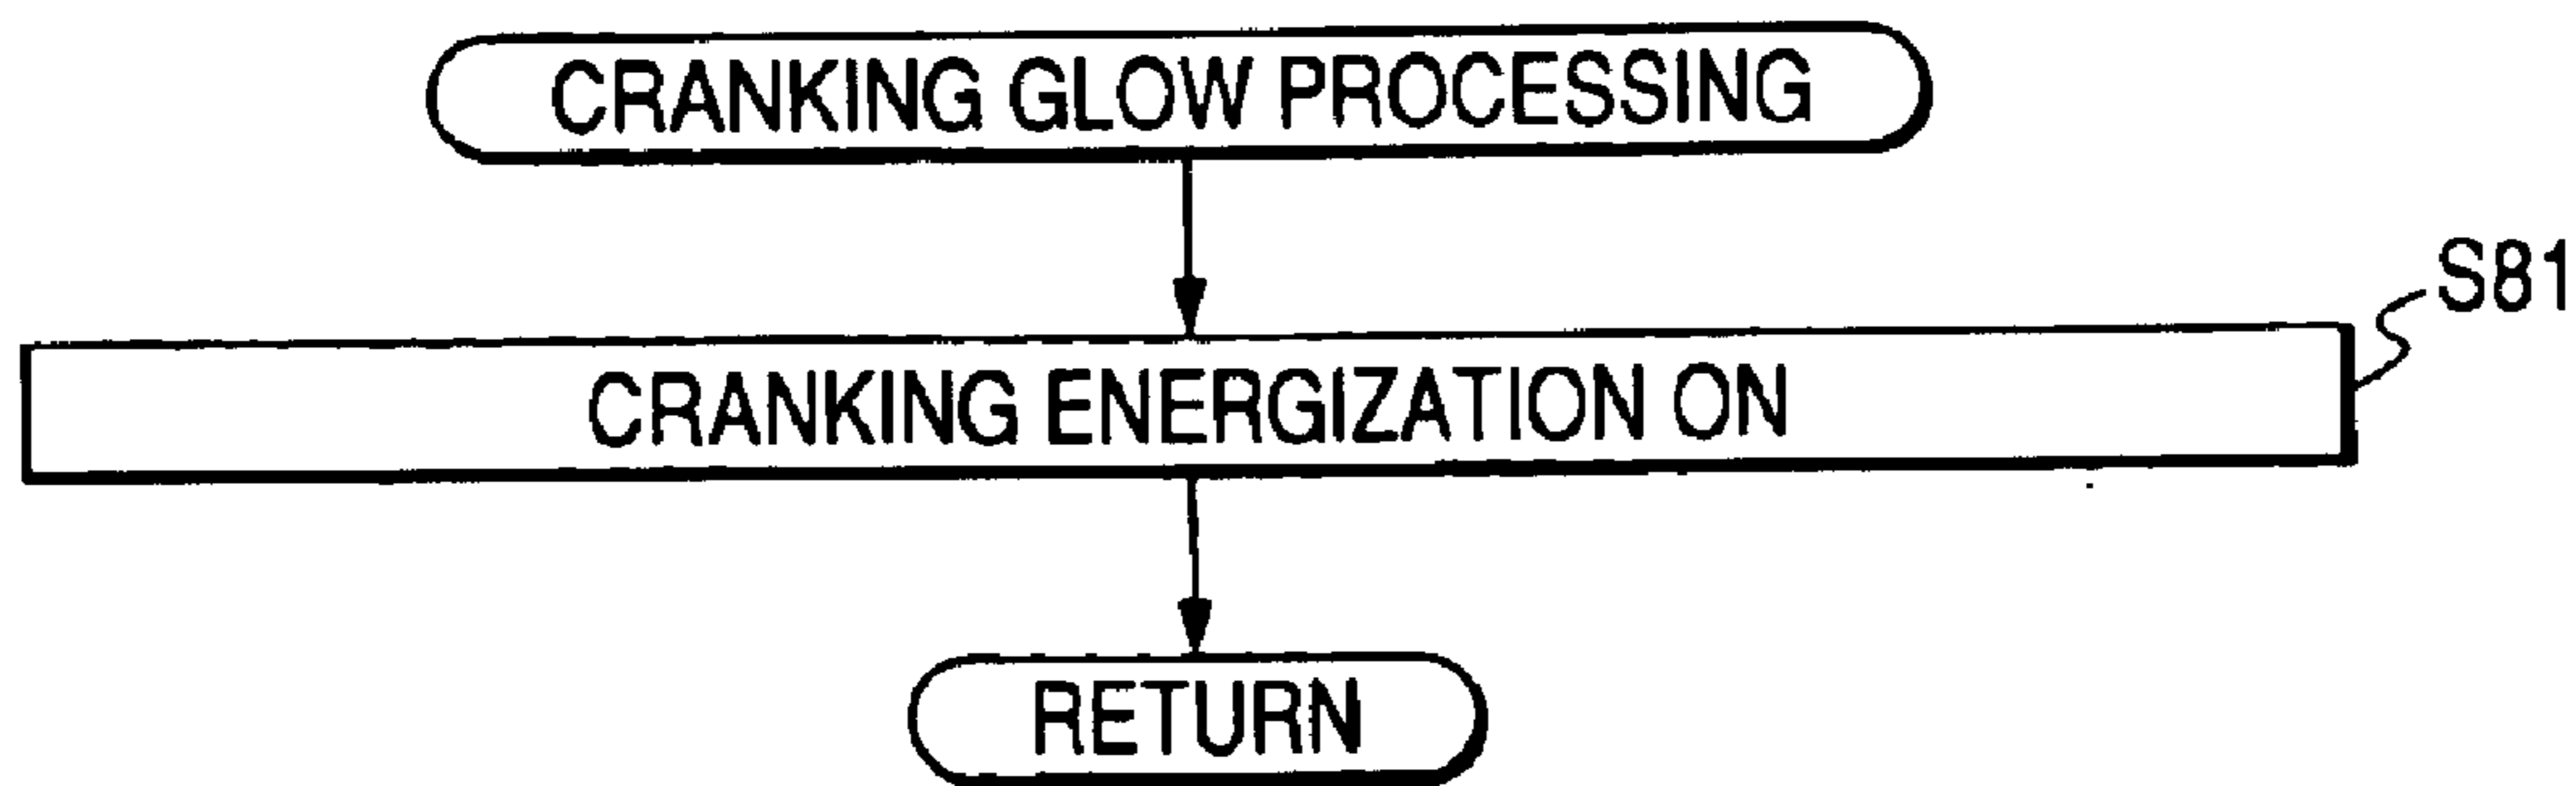 CRANKING GLOW PROCESSING
S81
CRANKING ENERGIZATION ON
RETURN